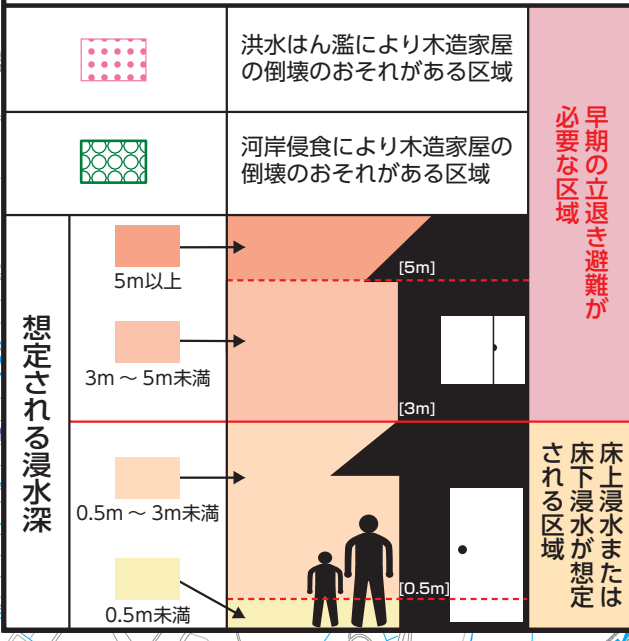 洪水はん濫により木造家屋
の倒壊のおそれがある区域
河岸侵食により木造家屋の
倒壊のおそれがある区域
早期の立退き避難が
必要な区域
想定される浸水深
5m以上
[5m]
3m ～ 5m未満
[3m]
0.5m ～ 3m未満
[0.5m]
0.5m未満
床上浸水または
床下浸水が想定
される区域